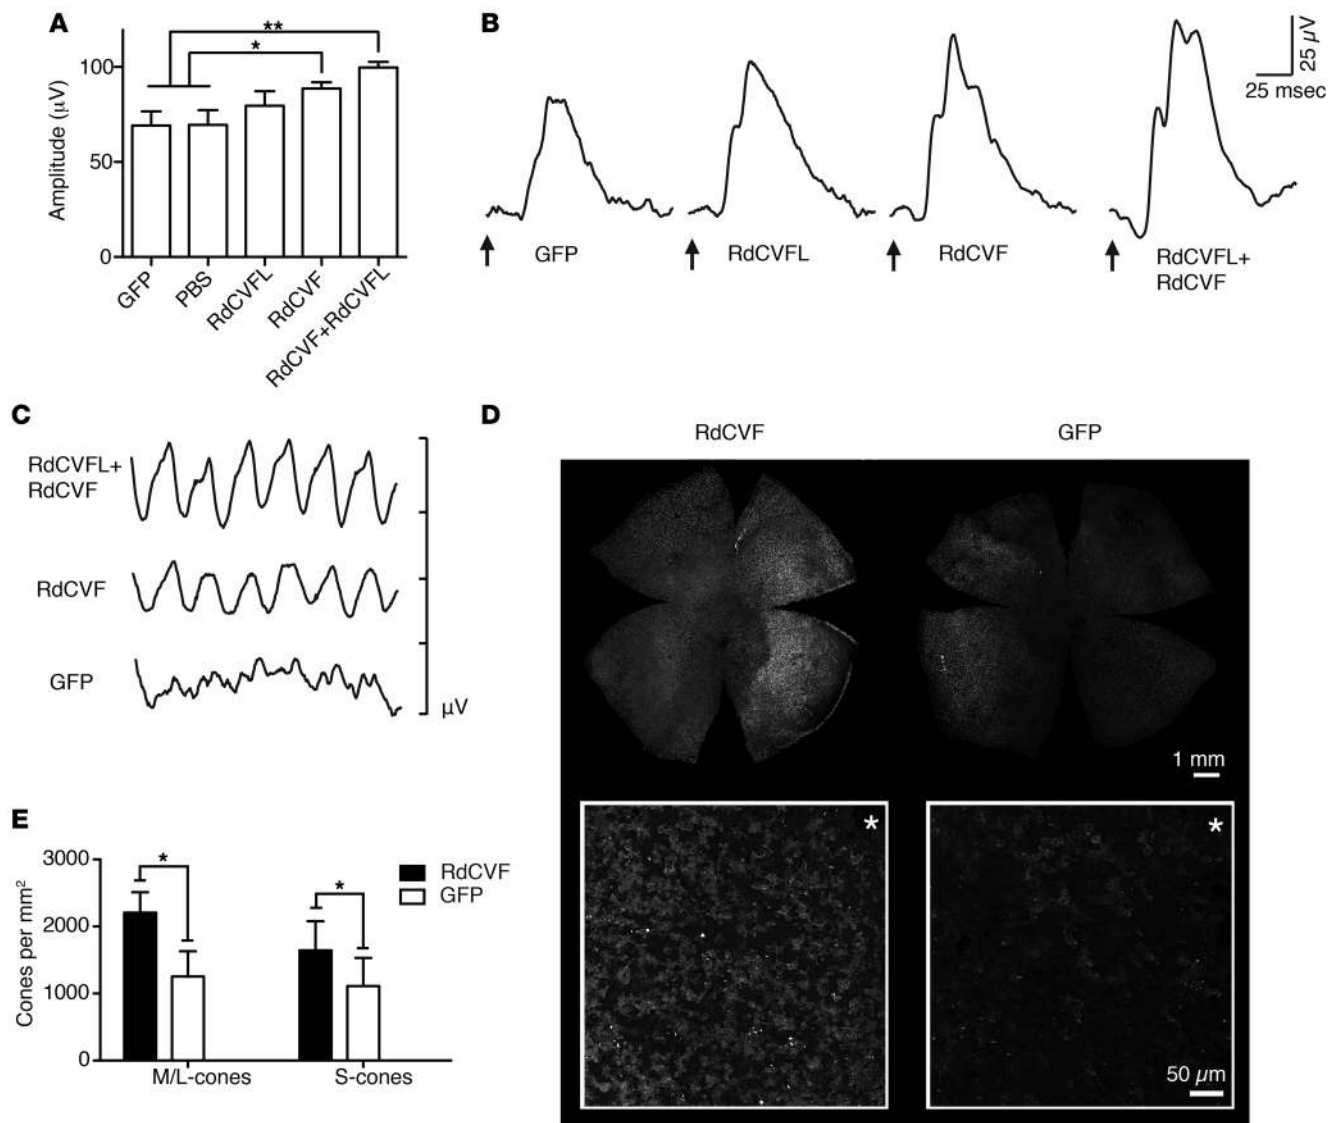 A
Amplitude (μV)
100
50
0
**
*
GFP
PBS
RdCVFL
RdCVF
RdCVF+RdCVFL
B
25 μV
25 msec
GFP
RdCVFL
RdCVF
RdCVFL+
RdCVF
C
RdCVFL+
RdCVF
RdCVF
GFP
μV
D
RdCVF
GFP
1 mm
*
*
50 μm
E
Cones per mm²
3000
2000
1000
0
*
*
RdCVF
GFP
M/L-cones
S-cones